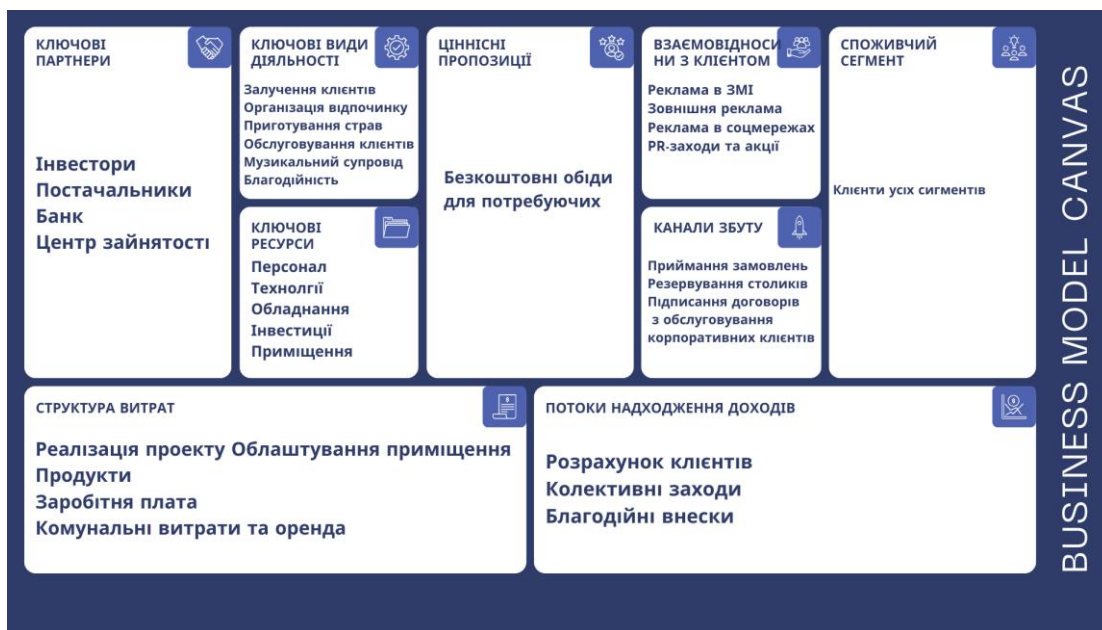 КЛЮЧОВІ
ПАРТНЕРИ
Інвестори
Постачальники
Банк
Центр зайнятості
КЛЮЧОВІ ВИДИ
ДІЯЛЬНОСТІ
Залучення клієнтів
Організація відпочинку
Приготування страв
Обслуговування клієнтів
Музикальний супровід
Благодійність
КЛЮЧОВІ
РЕСУРСИ
Персонал
Технолгії
Обладнання
Інвестиції
Приміщення
ЦІННІСНІ
ПРОПОЗИЦІЇ
Безкоштовні обіди
для потребуючих
ВЗАЄМОВІДНОСИ
НИ З КЛІЄНТОМ
Реклама в ЗМІ
Зовнішня реклама
Реклама в соцмережах
PR-заходи та акції
КАНАЛИ ЗБУТУ
Приймання замовлень
Резервування столиків
Підписання договорів
з обслуговування
корпоративних клієнтів
СПОЖИВЧИЙ
СЕГМЕНТ
Клієнти усіх сигментів
СТРУКТУРА ВИТРАТ
Реалізація проекту Облаштування приміщення
Продукти
Заробітна плата
Комунальні витрати та оренда
ПОТОКИ НАДХОДЖЕННЯ ДОХОДІВ
Розрахунок клієнтів
Колективні заходи
Благодійні внески
BUSINESS MODEL CANVAS